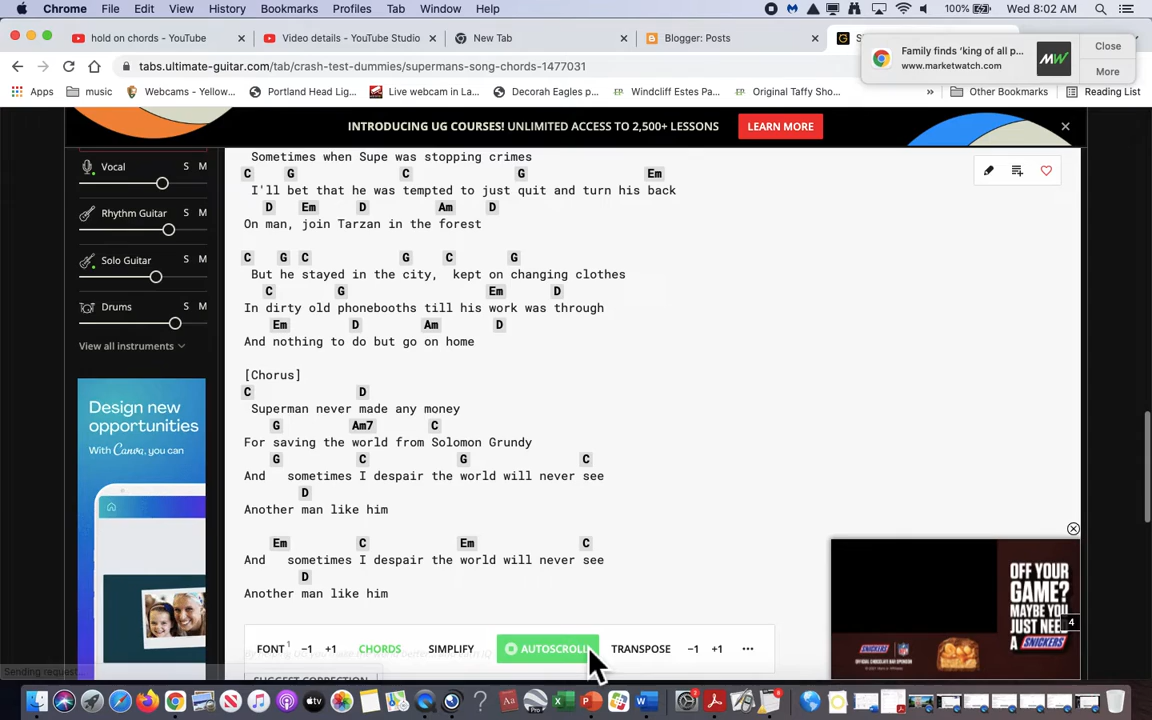 Chrome File Edit View History Bookmarks Profiles Tab Window Help 100% Wed 8:02 AM
hold on chords - YouTube × Video details - YouTube Studio × New Tab × Blogger: Posts ×
Family finds ‘king of all p...
www.marketwatch.com
Close
More
tabs.ultimate-guitar.com/tab/crash-test-dummies/supermans-song-chords-1477031
Apps music Webcams - Yellow... Portland Head Lig... Live webcam in La... Decorah Eagles p... Windcliff Estes Pa... Original Taffy Sho... » Other Bookmarks Reading List
INTRODUCING UG COURSES! UNLIMITED ACCESS TO 2,500+ LESSONS LEARN MORE
Vocal S M
Rhythm Guitar S M
Solo Guitar S M
Drums S M
View all instruments
Design new
opportunities
With Canva, you can
Sometimes when Supe was stopping crimes
C G C G Em
I'll bet that he was tempted to just quit and turn his back
D Em D Am D
On man, join Tarzan in the forest
C G C G C G
But he stayed in the city, kept on changing clothes
C G Em D
In dirty old phonebooths till his work was through
Em D Am D
And nothing to do but go on home
[Chorus]
C D
Superman never made any money
G Am7 C
For saving the world from Solomon Grundy
G C G C
And sometimes I despair the world will never see
D
Another man like him
Em C Em C
And sometimes I despair the world will never see
D
Another man like him
FONT 1 −1 +1 CHORDS SIMPLIFY AUTOSCROLL TRANSPOSE −1 +1 ...
SUGGEST CORRECTION
Sending request...
OFF YOUR
GAME?
MAYBE YOU
JUST NEED
A SNICKERS
4
SNICKERS NFL